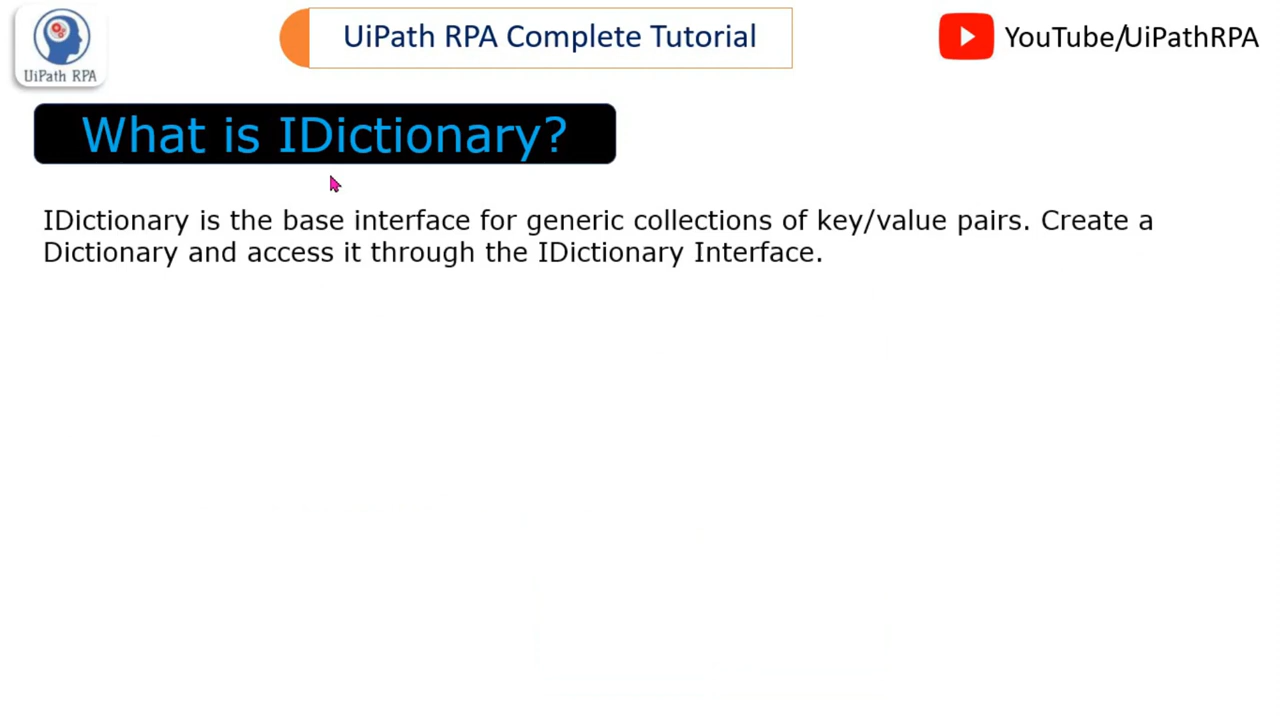 UiPath RPA
UiPath RPA Complete Tutorial
YouTube/UiPathRPA
What is IDictionary?
IDictionary is the base interface for generic collections of key/value pairs. Create a
Dictionary and access it through the IDictionary Interface.